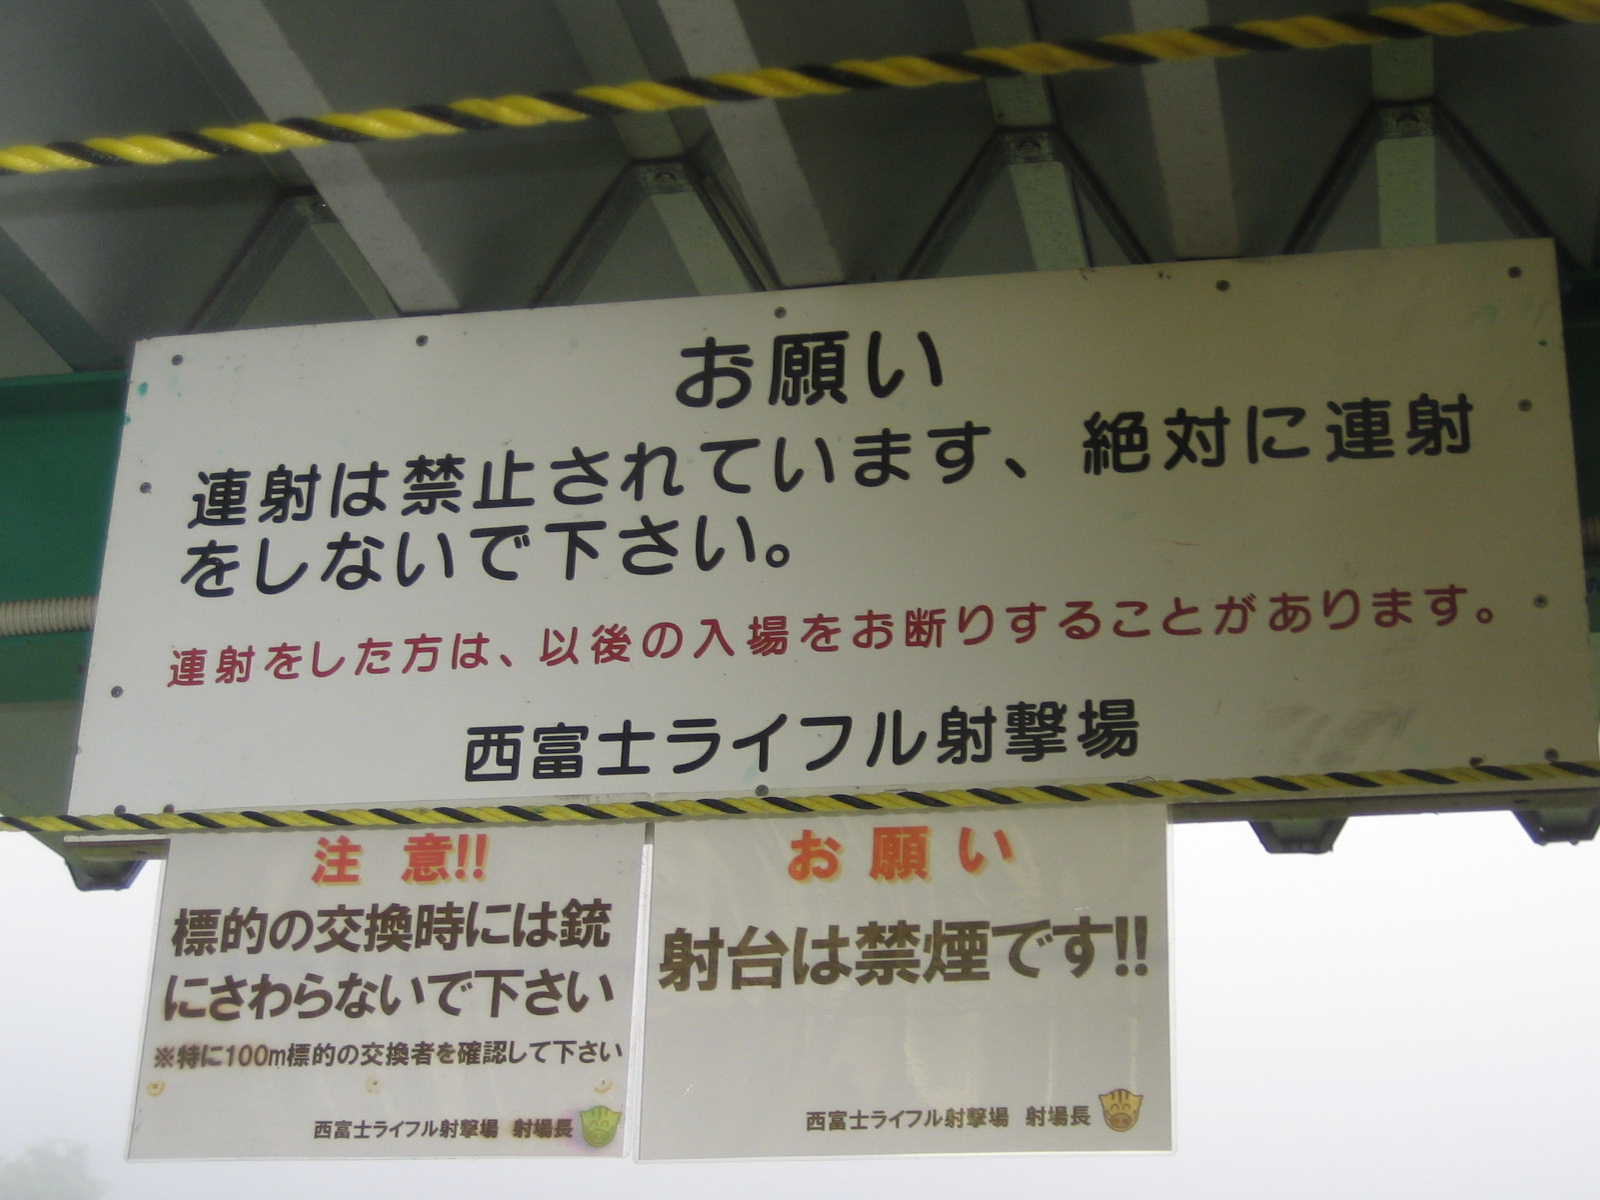 お願い
連射は禁止されています、絶対に連射
をしないで下さい。
連射をした方は、以後の入場をお断りすることがあります。
西富士ライフル射撃場
注 意!!
標的の交換時には銃
にさわらないで下さい
※特に100m標的の交換者を確認して下さい
西富士ライフル射撃場 射場長
お 願 い
射台は禁煙です!!
西富士ライフル射撃場 射場長